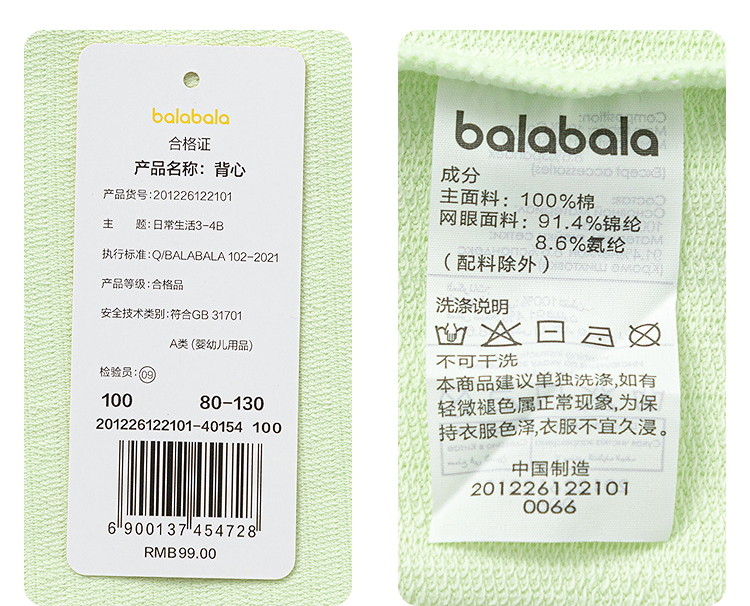 balabala
合格证
产品名称：背心
产品货号：201226122101
主 题：日常生活3-4B
执行标准：Q/BALABALA 102-2021
产品等级：合格品
安全技术类别：符合GB 31701
A类 (婴幼儿用品)
检验员：09
100 80-130
201226122101-40154 100
6 900137 454728
RMB99.00
balabala
成分
主面料：100%棉
网眼面料：91.4%锦纶
8.6%氨纶
（配料除外）
洗涤说明
不可干洗
本商品建议单独洗涤,如有
轻微褪色属正常现象,为保
持衣服色泽,衣服不宜久浸。
中国制造
201226122101
0066